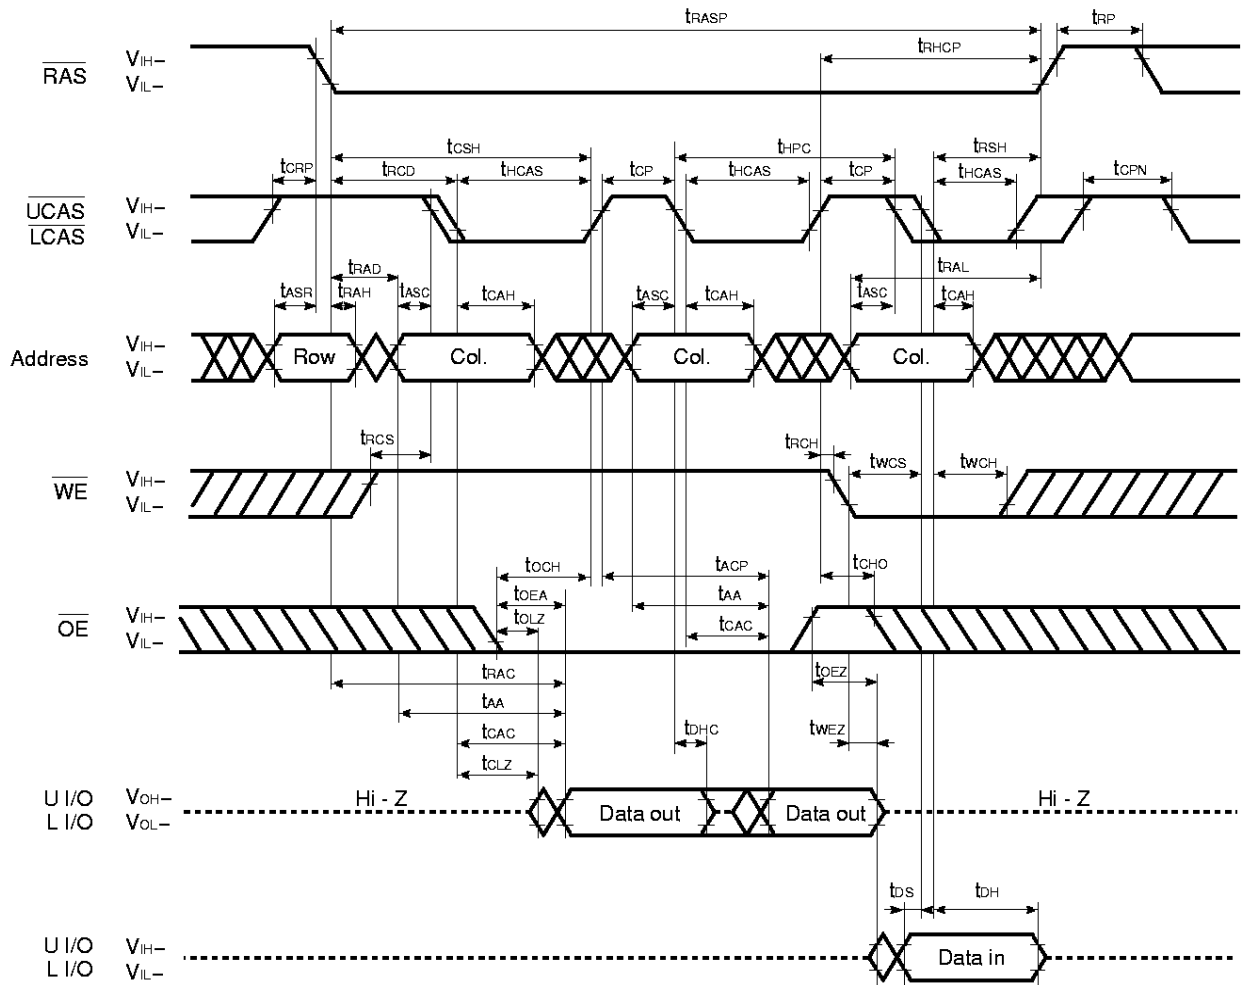 tRASP
tRP
tRHCP
RAS VIH–
VIL–
tCSH tHPC tRSH
tCRP tRCD tHCAS tCP tHCAS tCP tHCAS tCPN
UCAS VIH–
LCAS VIL–
tRAD tRAL
tASR tRAH tASC tCAH tASC tCAH tASC tCAH
Address VIH–
VIL–
Row Col. Col. Col.
tRCS tRCH tWCS tWCH
WE VIH–
VIL–
tOCH tACP tCHO
tOEA tAA
tOLZ tCAC
OE VIH–
VIL–
tRAC tOEZ
tAA
tCAC tDHC tWEZ
tCLZ
U I/O VOH–
L I/O VOL–
Hi - Z Data out Data out Hi - Z
tDS tDH
U I/O VIH–
L I/O VIL–
Data in